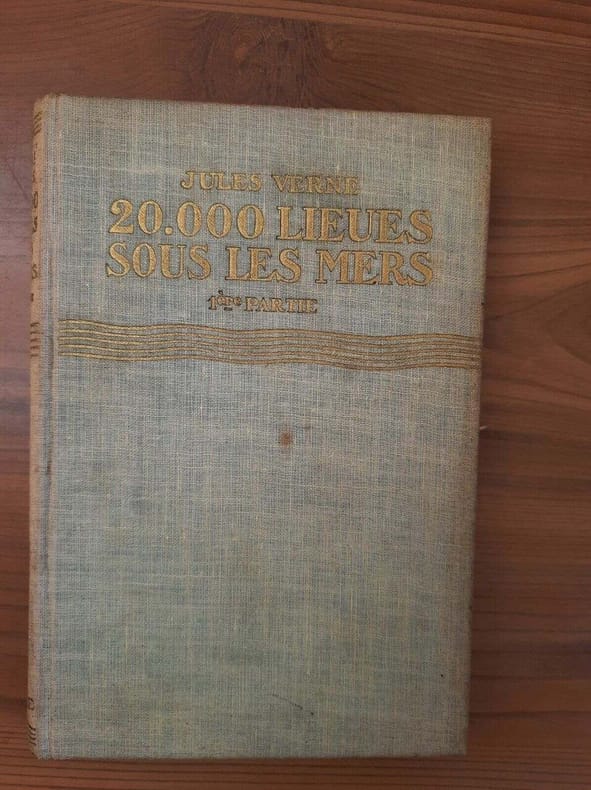 JULES VERNE
20.000 LIEUES
SOUS LES MERS
1ère PARTIE